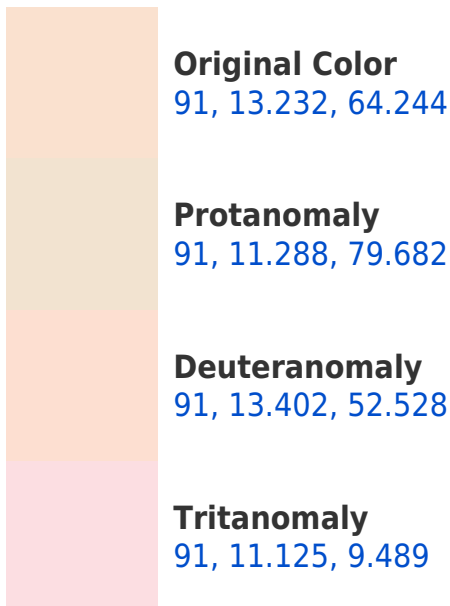 Original Color
91, 13.232, 64.244
Protanomaly
91, 11.288, 79.682
Deuteranomaly
91, 13.402, 52.528
Tritanomaly
91, 11.125, 9.489